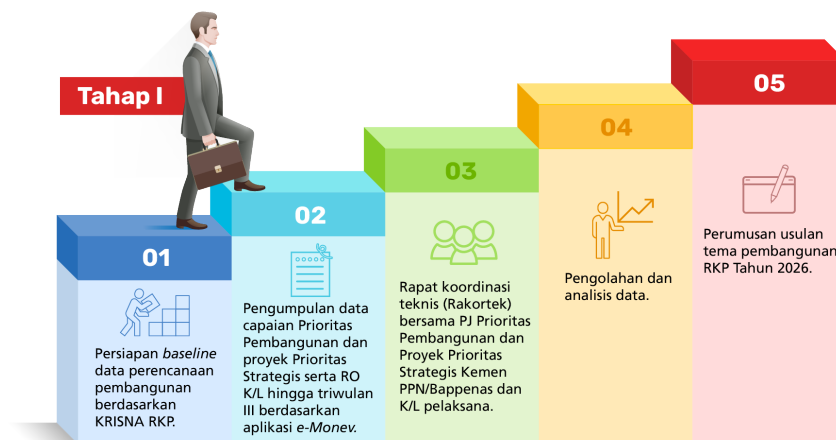 Tahap I
01
Persiapan baseline
data perencanaan
pembangunan
berdasarkan
KRISNA RKP.
02
Pengumpulan data
capaian Prioritas
Pembangunan dan
proyek Prioritas
Strategis serta RO
K/L hingga triwulan
III berdasarkan
aplikasi e-Monev.
03
Rapat koordinasi
teknis (Rakortek)
bersama PJ Prioritas
Pembangunan dan
Proyek Prioritas
Strategis Kemen
PPN/Bappenas dan
K/L pelaksana.
04
Pengolahan dan
analisis data.
05
Perumusan usulan
tema pembangunan
RKP Tahun 2026.